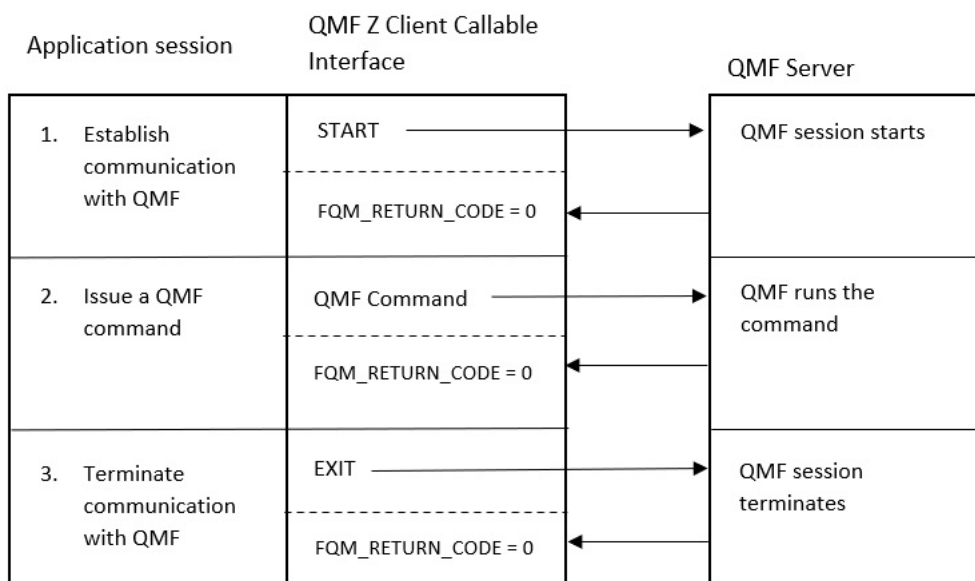 Application session
QMF Z Client Callable
Interface
QMF Server
1. Establish
communication
with QMF
START
QMF session starts
FQM_RETURN_CODE = 0
2. Issue a QMF
command
QMF Command
QMF runs the
command
FQM_RETURN_CODE = 0
3. Terminate
communication
with QMF
EXIT
QMF session
terminates
FQM_RETURN_CODE = 0